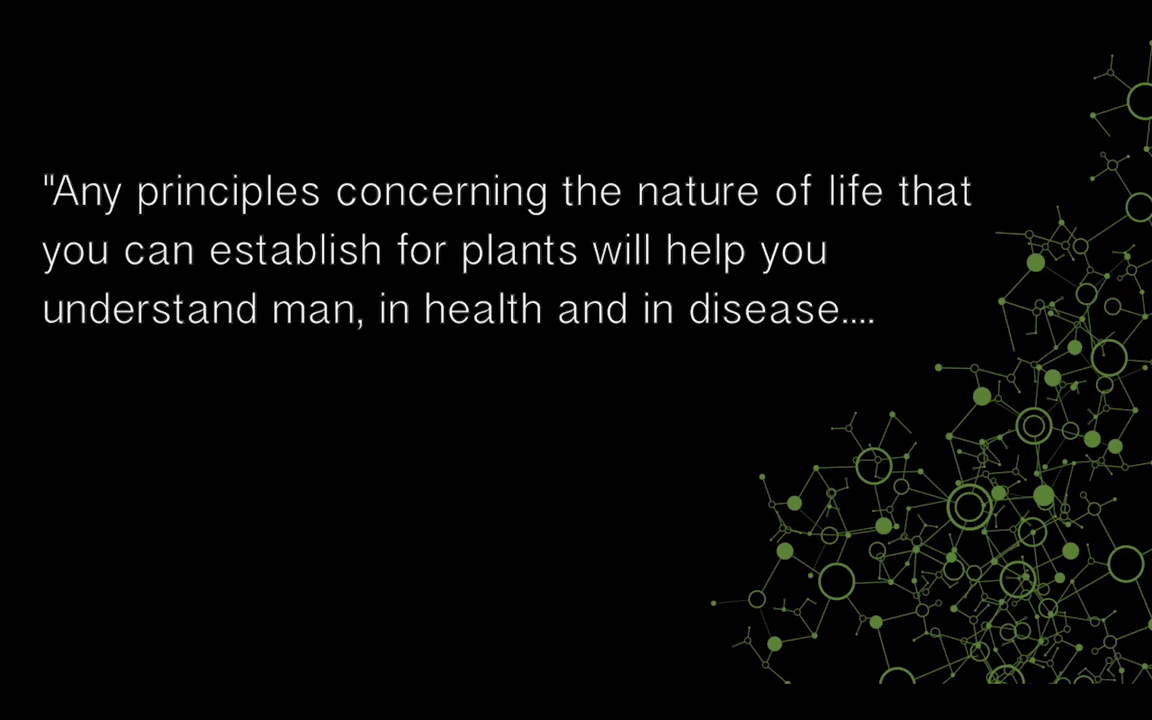 "Any principles concerning the nature of life that
you can establish for plants will help you
understand man, in health and in disease....